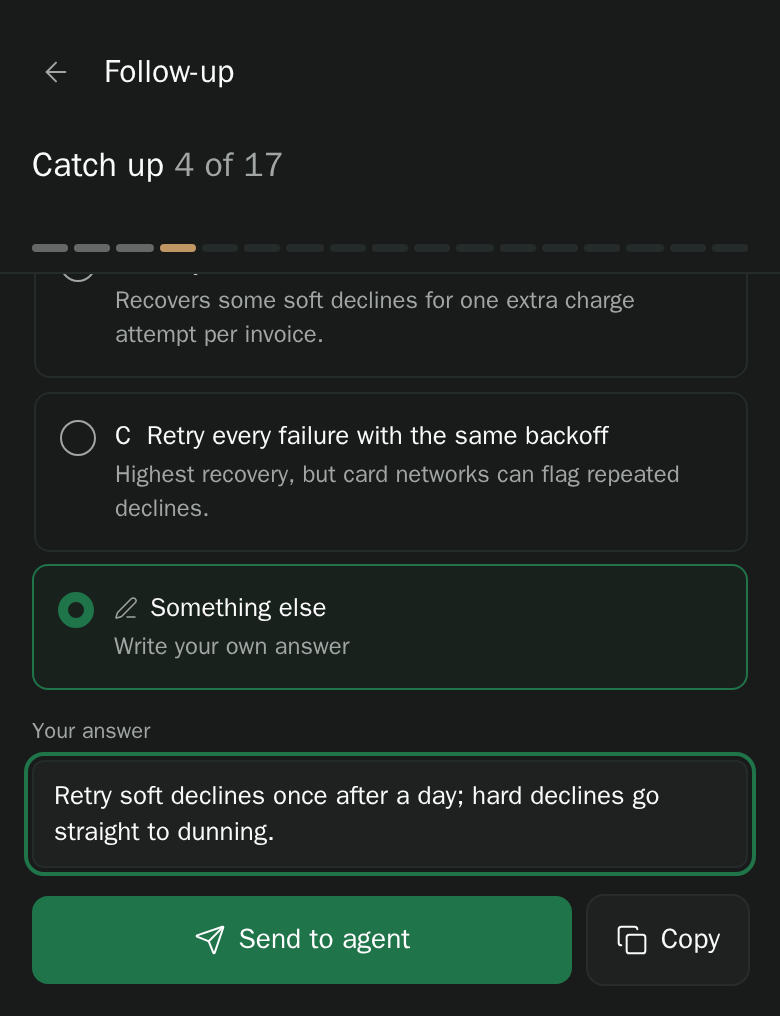 Follow-up
Catch up 4 of 17
Recovers some soft declines for one extra charge
attempt per invoice.
C Retry every failure with the same backoff
Highest recovery, but card networks can flag repeated
declines.
Something else
Write your own answer
Your answer
Retry soft declines once after a day; hard declines go
straight to dunning.
Send to agent
Copy